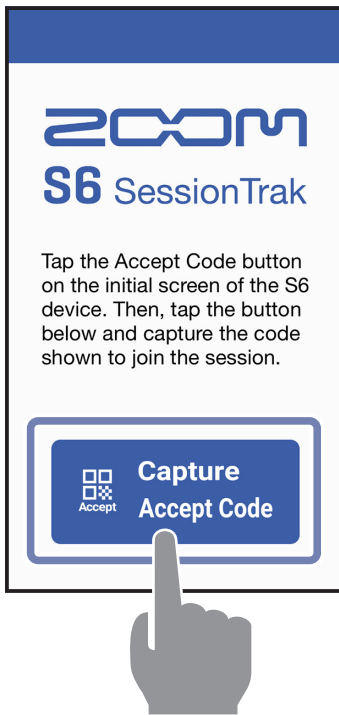 ZOOM
S6 SessionTrak
Tap the Accept Code button
on the initial screen of the S6
device. Then, tap the button
below and capture the code
shown to join the session.
Capture
Accept
Accept Code